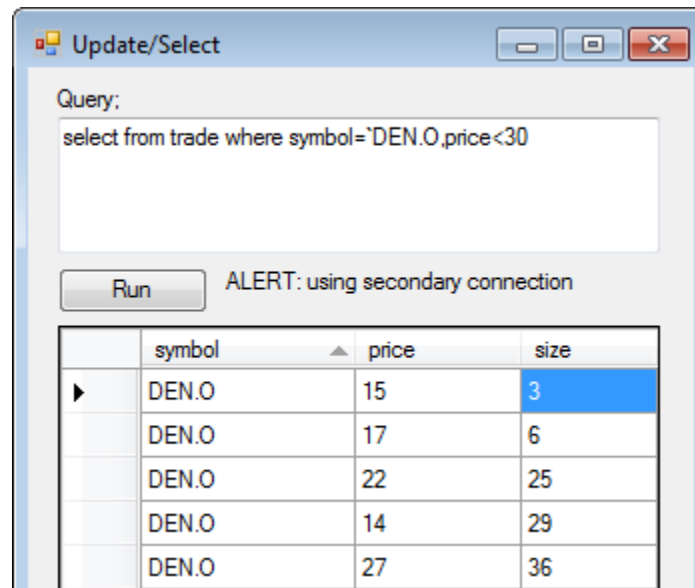 Update/Select
Query;
select from trade where symbol=`DEN.O,price<30
Run ALERT: using secondary connection
symbol price size
DEN.O 15 3
DEN.O 17 6
DEN.O 22 25
DEN.O 14 29
DEN.O 27 36